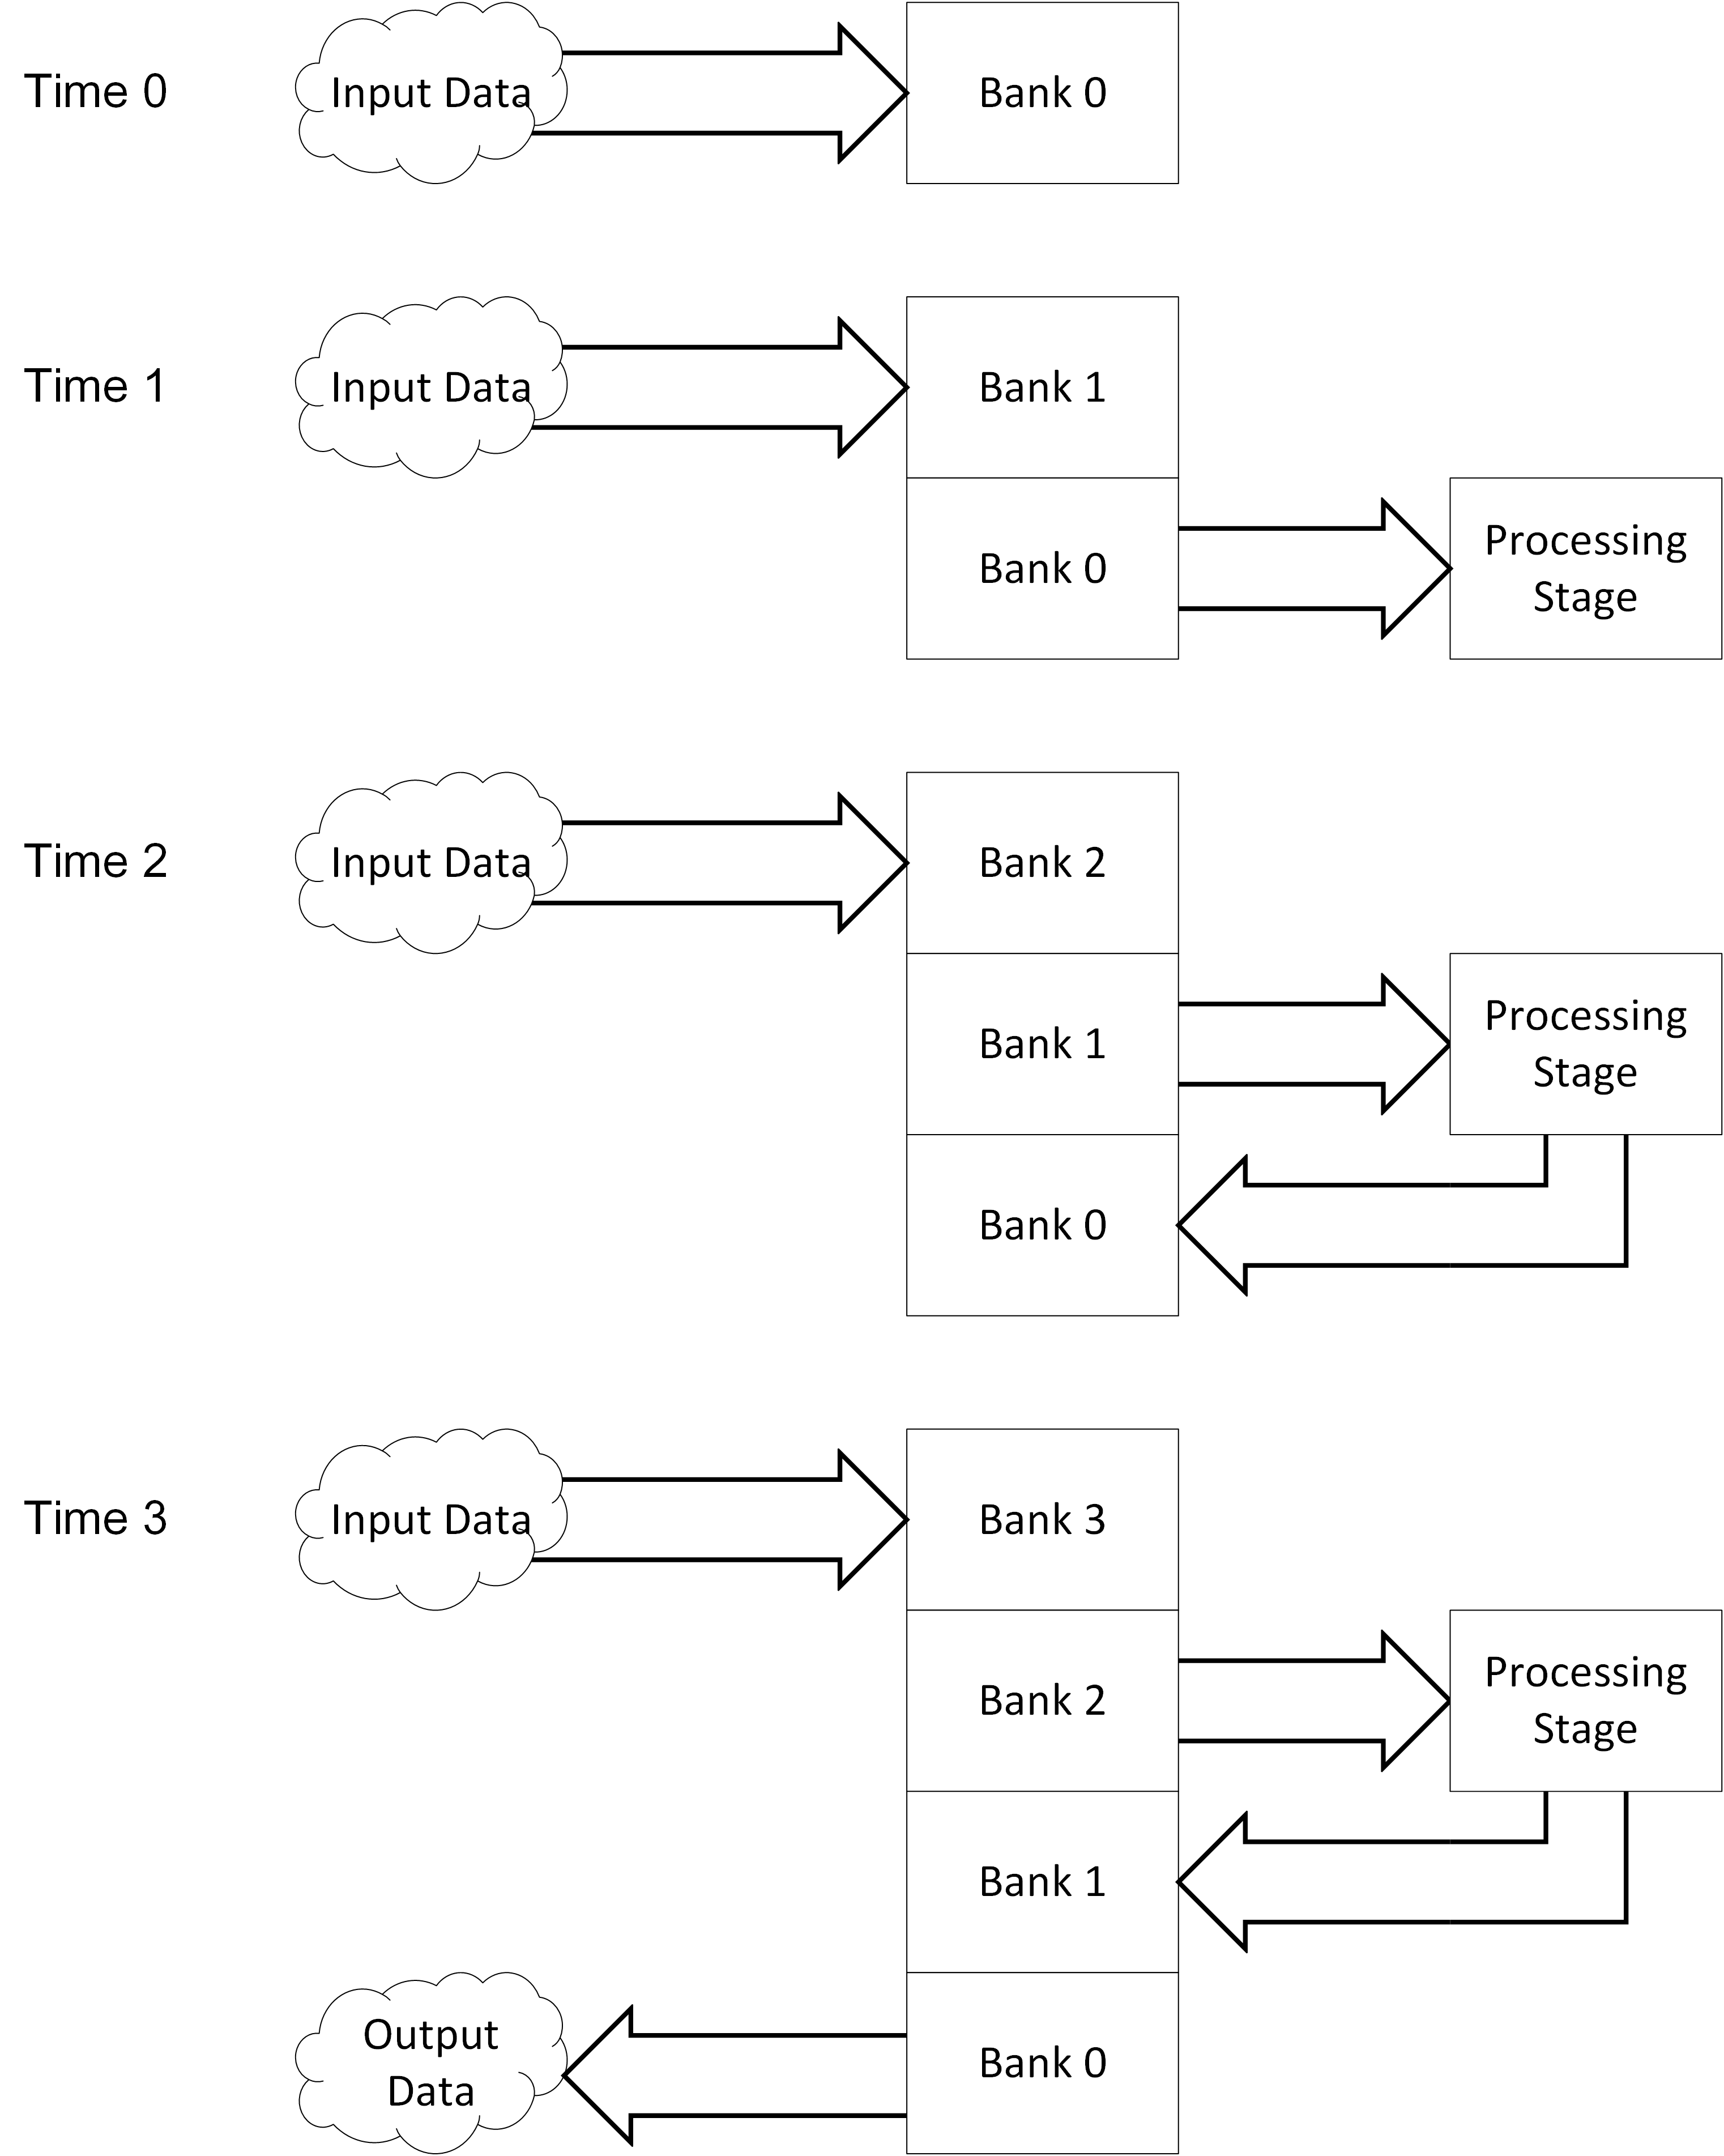 Time 0
Input Data
Bank 0
Time 1
Input Data
Bank 1
Bank 0
Processing
Stage
Time 2
Input Data
Bank 2
Bank 1
Processing
Stage
Bank 0
Time 3
Input Data
Bank 3
Bank 2
Processing
Stage
Bank 1
Output
Data
Bank 0